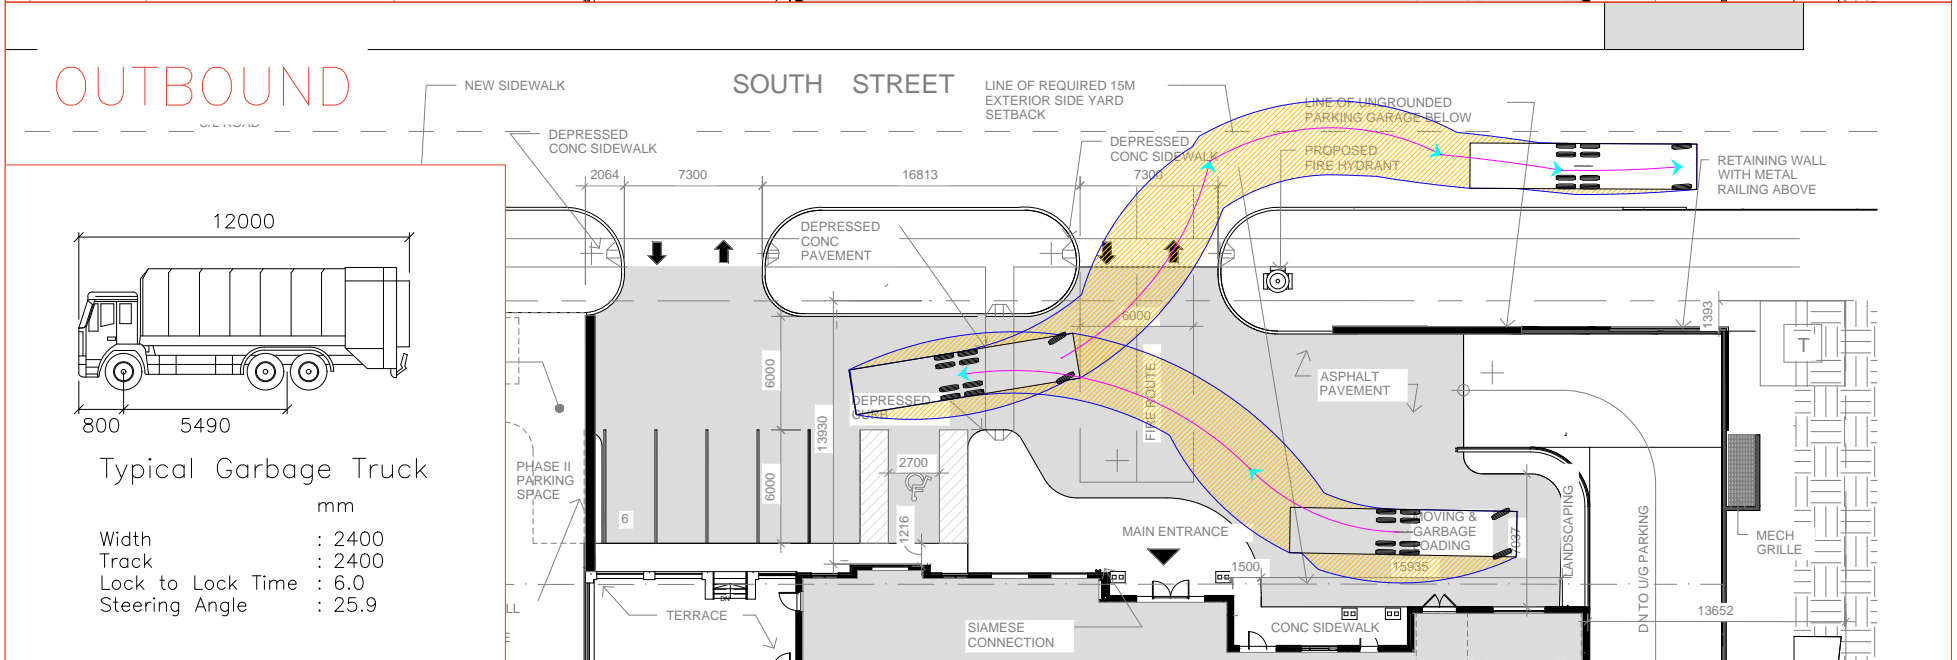 OUTBOUND
C/L ROAD
NEW SIDEWALK
SOUTH STREET
LINE OF REQUIRED 15M
EXTERIOR SIDE YARD
SETBACK
LINE OF UNGROUNDED
PARKING GARAGE BELOW
DEPRESSED
CONC SIDEWALK
DEPRESSED
CONC SIDEWALK
PROPOSED
FIRE HYDRANT
RETAINING WALL
WITH METAL
RAILING ABOVE
2064
7300
16813
7300
DEPRESSED
CONC
PAVEMENT
12000
800
5490
Typical Garbage Truck
mm
Width : 2400
Track : 2400
Lock to Lock Time : 6.0
Steering Angle : 25.9
6000
1393
T
6000
13930
DEPRESSED
CURB
FIRE ROUTE
ASPHALT
PAVEMENT
PHASE II
PARKING
SPACE
6000
6
2700
1216
MAIN ENTRANCE
MOVING &
GARBAGE
LOADING
7037
LANDSCAPING
DN TO U/G PARKING
MECH
GRILLE
1500
15935
13652
TERRACE
DN
SIAMESE
CONNECTION
CONC SIDEWALK